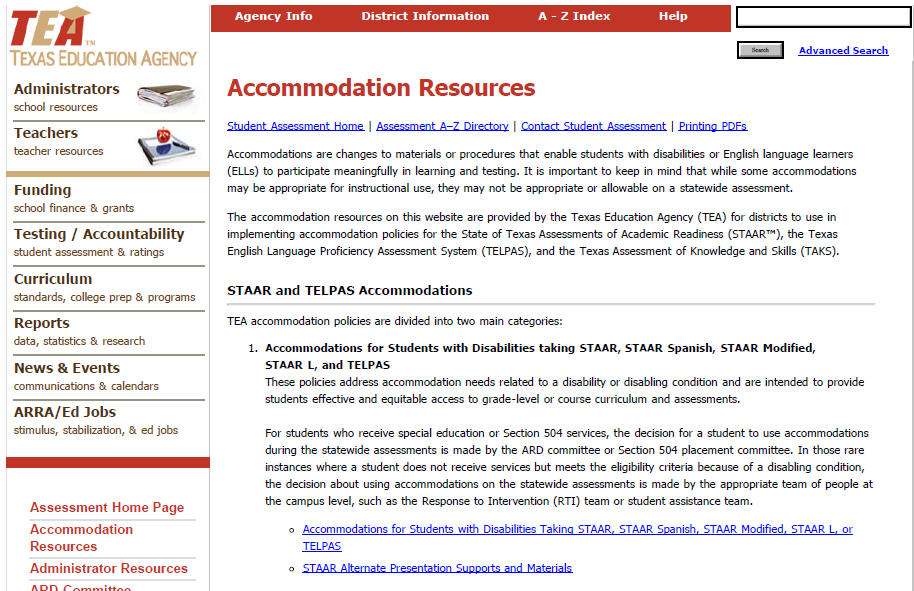 TEA™
TEXAS EDUCATION AGENCY
Administrators
school resources
Teachers
teacher resources
Funding
school finance & grants
Testing / Accountability
student assessment & ratings
Curriculum
standards, college prep & programs
Reports
data, statistics & research
News & Events
communications & calendars
ARRA/Ed Jobs
stimulus, stabilization, & ed jobs
Assessment Home Page
Accommodation
Resources
Administrator Resources
ARD Committee
Agency Info District Information A - Z Index Help
Search Advanced Search
Accommodation Resources
Student Assessment Home | Assessment A–Z Directory | Contact Student Assessment | Printing PDFs
Accommodations are changes to materials or procedures that enable students with disabilities or English language learners
(ELLs) to participate meaningfully in learning and testing. It is important to keep in mind that while some accommodations
may be appropriate for instructional use, they may not be appropriate or allowable on a statewide assessment.
The accommodation resources on this website are provided by the Texas Education Agency (TEA) for districts to use in
implementing accommodation policies for the State of Texas Assessments of Academic Readiness (STAAR™), the Texas
English Language Proficiency Assessment System (TELPAS), and the Texas Assessment of Knowledge and Skills (TAKS).
STAAR and TELPAS Accommodations
TEA accommodation policies are divided into two main categories:
1. Accommodations for Students with Disabilities taking STAAR, STAAR Spanish, STAAR Modified,
STAAR L, and TELPAS
These policies address accommodation needs related to a disability or disabling condition and are intended to provide
students effective and equitable access to grade-level or course curriculum and assessments.
For students who receive special education or Section 504 services, the decision for a student to use accommodations
during the statewide assessments is made by the ARD committee or Section 504 placement committee. In those rare
instances where a student does not receive services but meets the eligibility criteria because of a disabling condition,
the decision about using accommodations on the statewide assessments is made by the appropriate team of people at
the campus level, such as the Response to Intervention (RTI) team or student assistance team.
Accommodations for Students with Disabilities Taking STAAR, STAAR Spanish, STAAR Modified, STAAR L, or
TELPAS
STAAR Alternate Presentation Supports and Materials